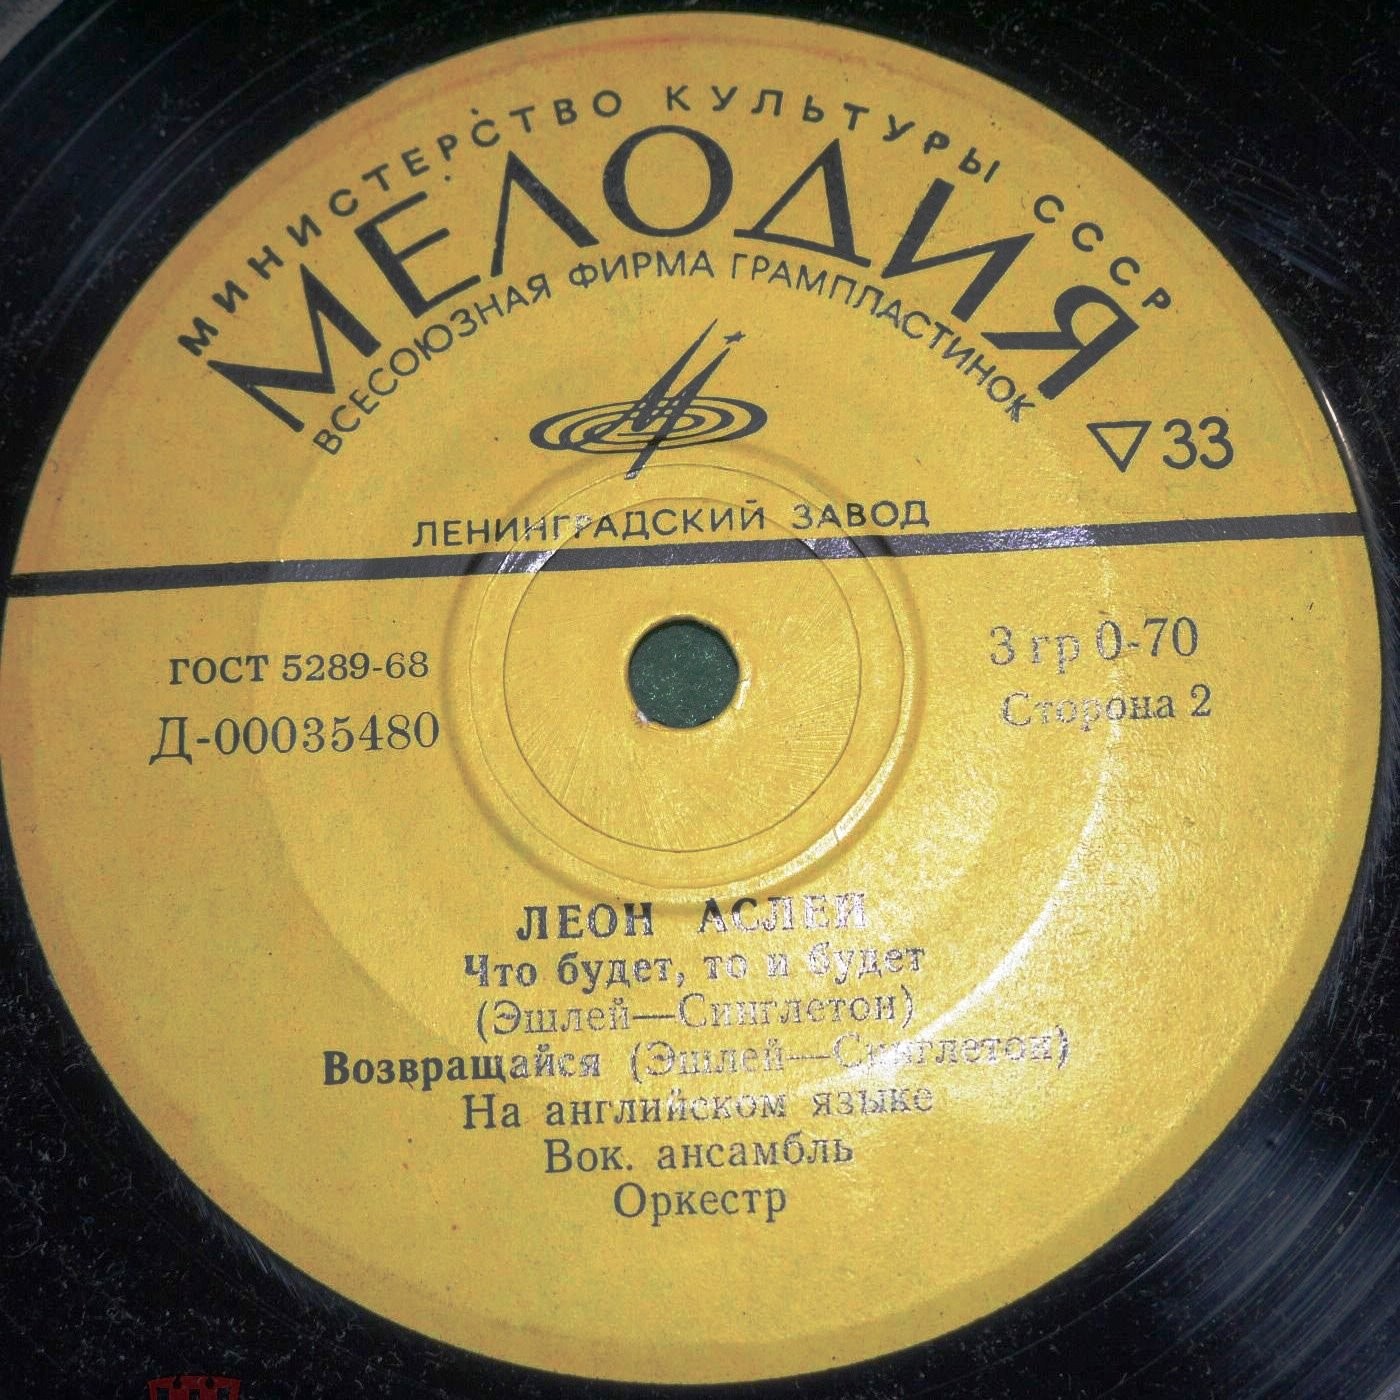 МИНИСТЕРСТВО КУЛЬТУРЫ СССР
МЕЛОДИЯ
ВСЕСОЮЗНАЯ ФИРМА ГРАМПЛАСТИНОК
33
ЛЕНИНГРАДСКИЙ ЗАВОД
ГОСТ 5289-68
3 гр 0-70
Д-00035480
Сторона 2
ЛЕОН АСЛЕЙ
Что будет, то и будет
(Эшлей—Синглетон)
Возвращайся (Эшлей—Синглетон)
На английском языке
Вок. ансамбль
Оркестр